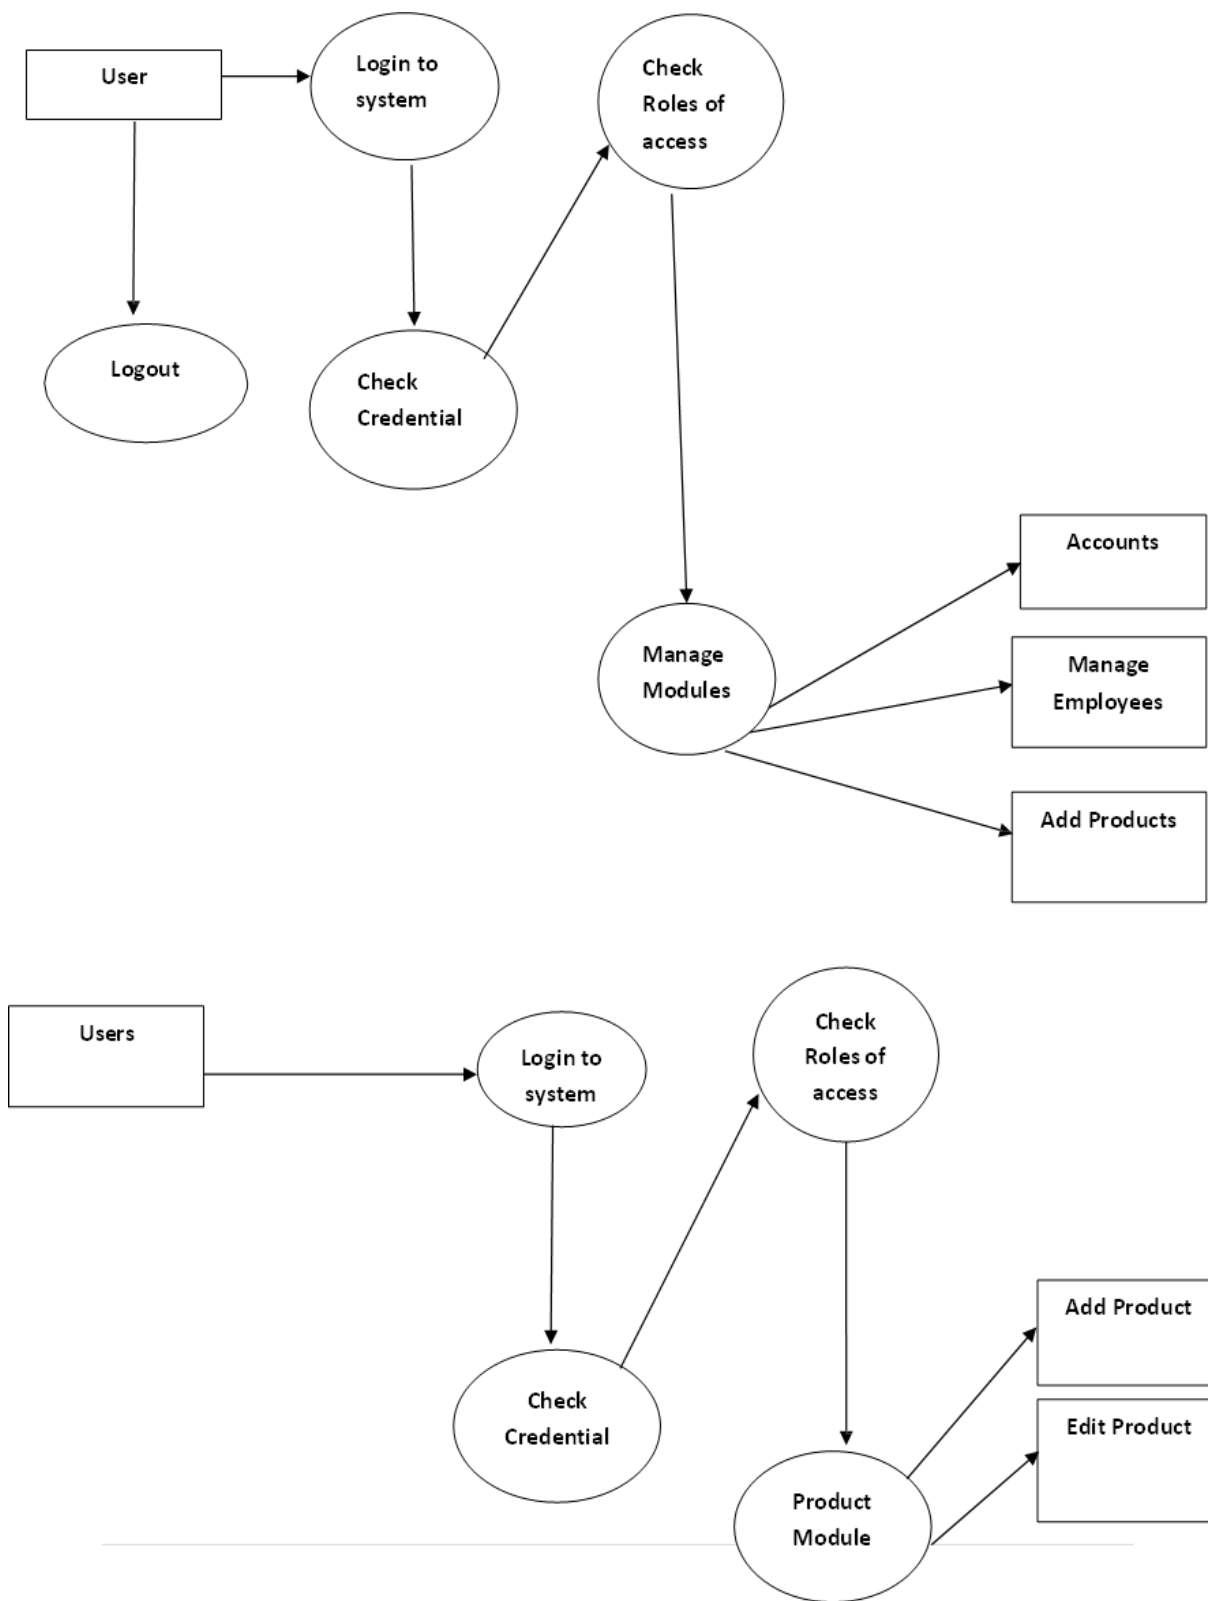 User
Login to
system
Check
Roles of
access
Logout
Check
Credential
Accounts
Manage
Modules
Manage
Employees
Add Products
Users
Login to
system
Check
Roles of
access
Add Product
Check
Credential
Edit Product
Product
Module